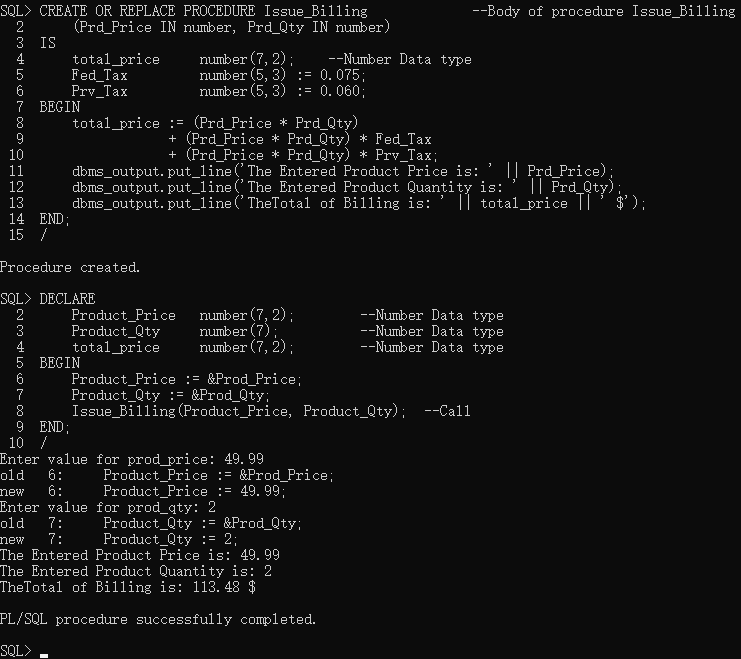 SQL> CREATE OR REPLACE PROCEDURE Issue_Billing             --Body of procedure Issue_Billing
  2      (Prd_Price IN number, Prd_Qty IN number)
  3  IS
  4      total_price     number(7,2);    --Number Data type
  5      Fed_Tax         number(5,3) := 0.075;
  6      Prv_Tax         number(5,3) := 0.060;
  7  BEGIN
  8      total_price := (Prd_Price * Prd_Qty)
  9                  + (Prd_Price * Prd_Qty) * Fed_Tax
 10                  + (Prd_Price * Prd_Qty) * Prv_Tax;
 11      dbms_output.put_line('The Entered Product Price is: ' || Prd_Price);
 12      dbms_output.put_line('The Entered Product Quantity is: ' || Prd_Qty);
 13      dbms_output.put_line('TheTotal of Billing is: ' || total_price || ' $');
 14  END;
 15  /

Procedure created.

SQL> DECLARE
  2      Product_Price   number(7,2);        --Number Data type
  3      Product_Qty     number(7);          --Number Data type
  4      total_price     number(7,2);        --Number Data type
  5  BEGIN
  6      Product_Price := &Prod_Price;
  7      Product_Qty := &Prod_Qty;
  8      Issue_Billing(Product_Price, Product_Qty);  --Call
  9  END;
 10  /
Enter value for prod_price: 49.99
old   6:     Product_Price := &Prod_Price;
new   6:     Product_Price := 49.99;
Enter value for prod_qty: 2
old   7:     Product_Qty := &Prod_Qty;
new   7:     Product_Qty := 2;
The Entered Product Price is: 49.99
The Entered Product Quantity is: 2
TheTotal of Billing is: 113.48 $

PL/SQL procedure successfully completed.

SQL>